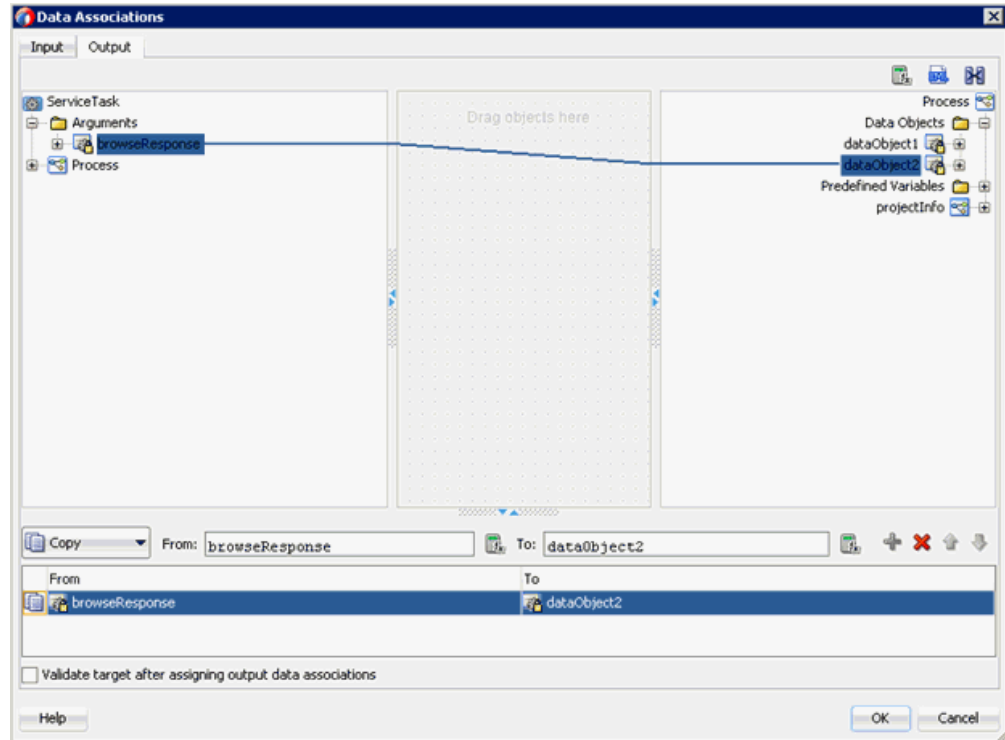 Data Associations
Input Output
ServiceTask
Arguments
browseResponse
Process
Drag objects here
Process
Data Objects
dataObject1
dataObject2
Predefined Variables
projectInfo
Copy From: browseResponse To: dataObject2
From To
browseResponse dataObject2
Validate target after assigning output data associations
Help OK Cancel